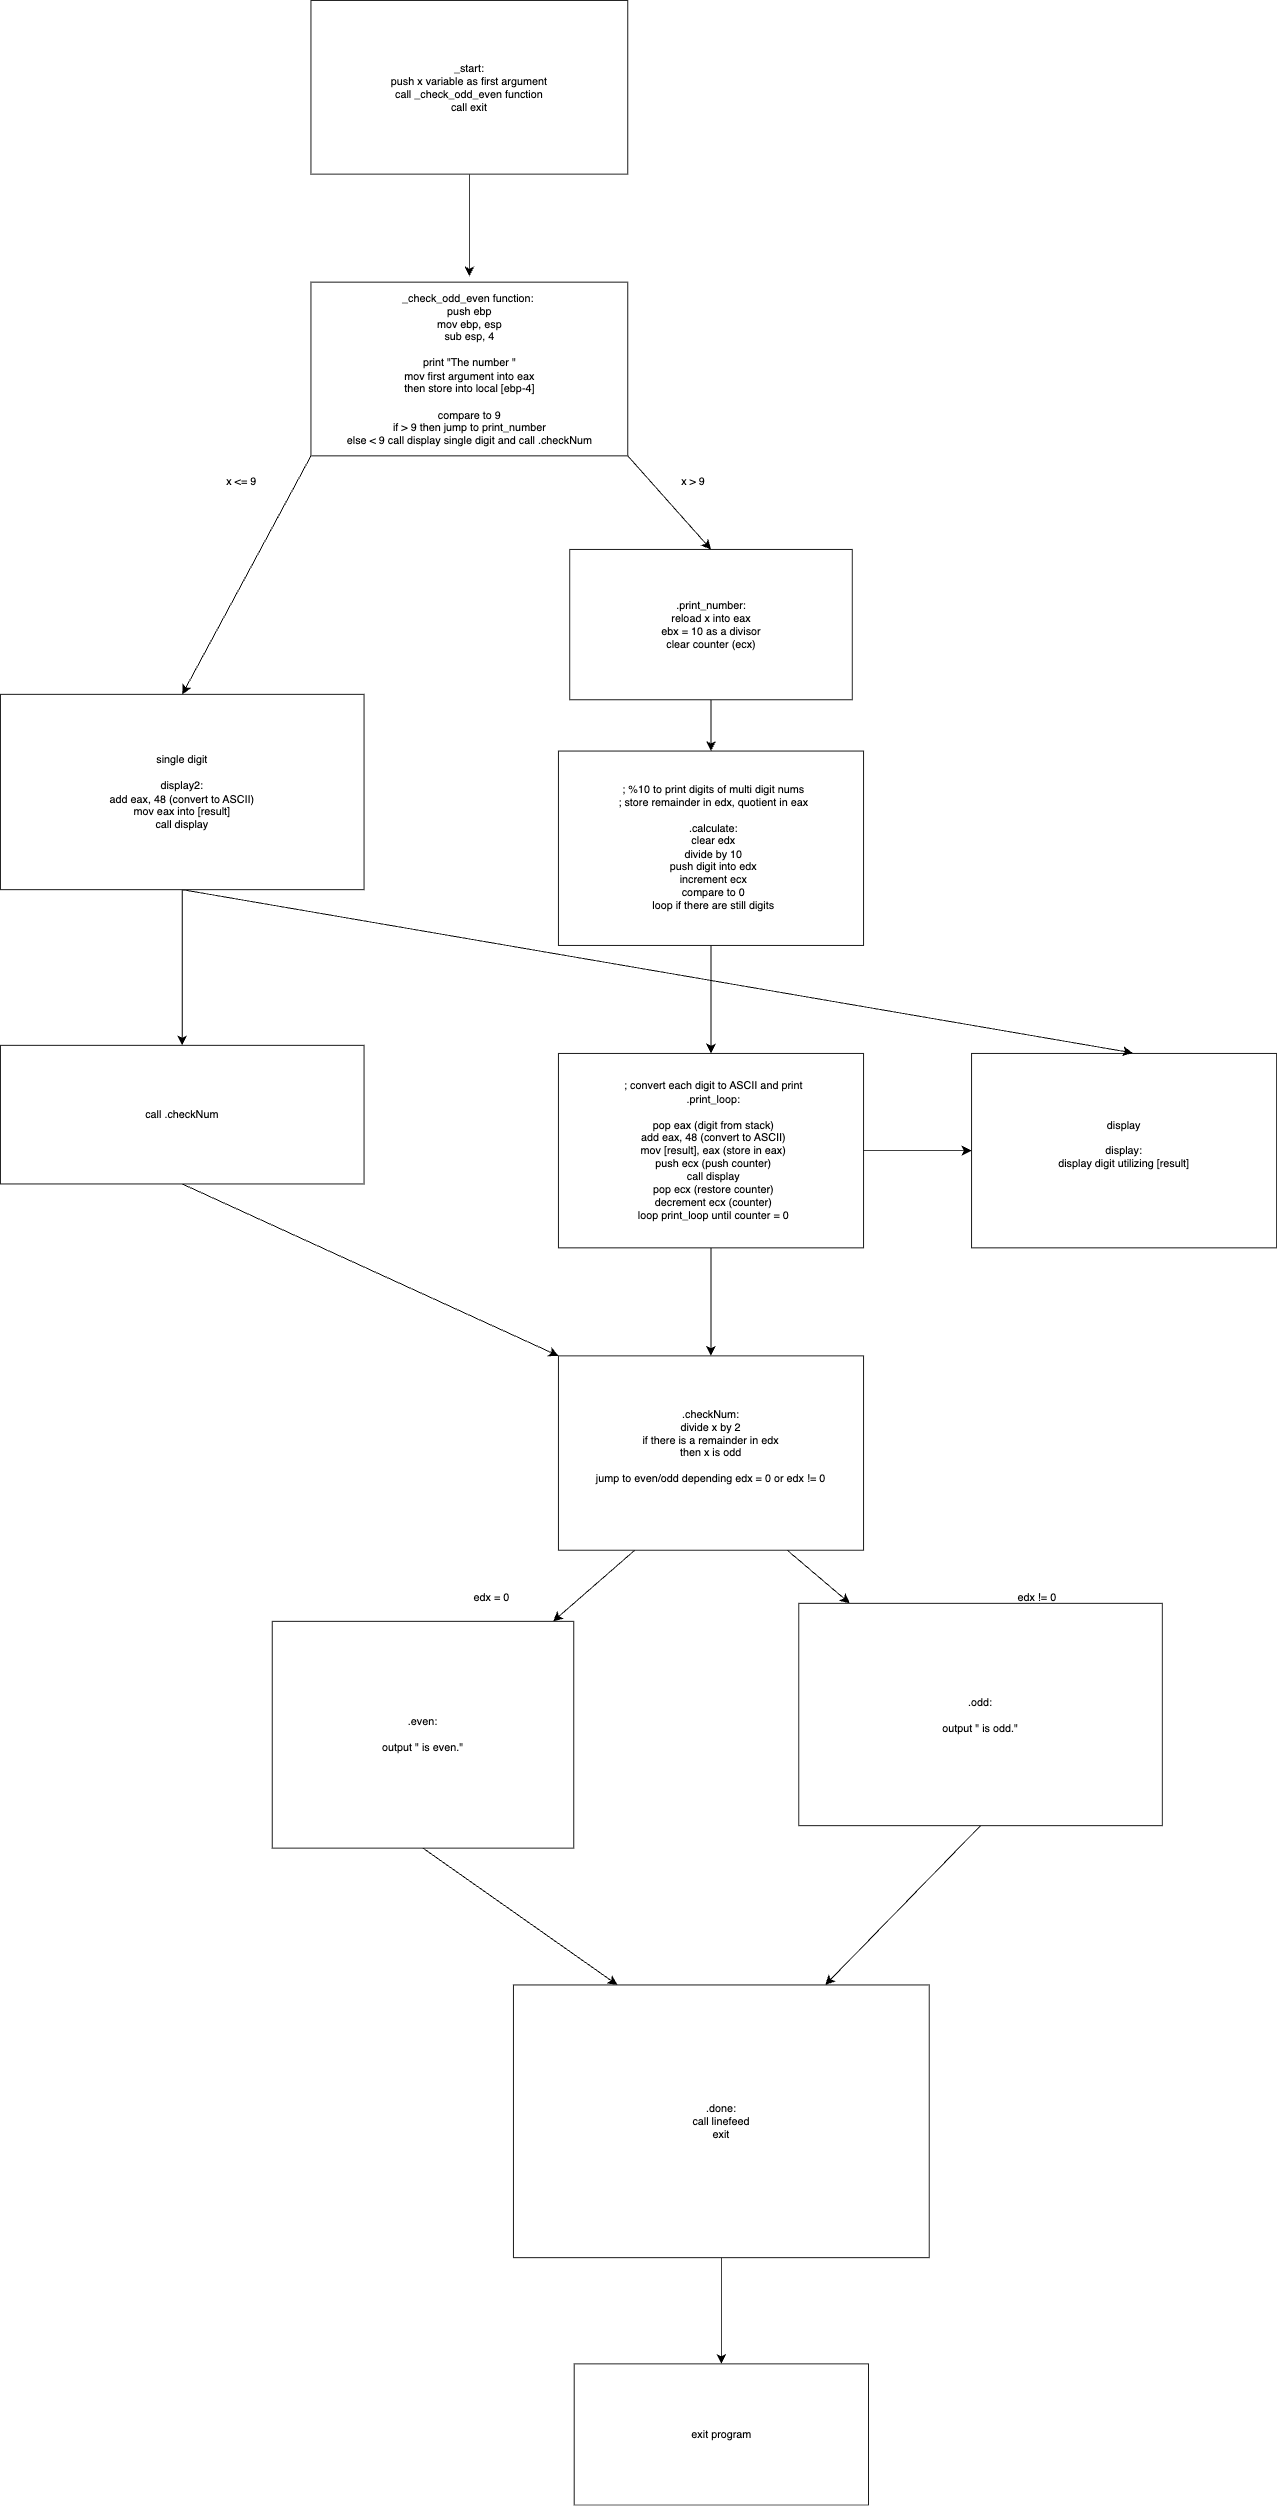 _start:
push x variable as first argument
call _check_odd_even function
call exit
_check_odd_even function:
push ebp
mov ebp, esp
sub esp, 4
print "The number "
mov first argument into eax
then store into local [ebp-4]
compare to 9
if > 9 then jump to print_number
else < 9 call display single digit and call .checkNum
x <= 9
x > 9
.print_number:
reload x into eax
ebx = 10 as a divisor
clear counter (ecx)
single digit
display2:
add eax, 48 (convert to ASCII)
mov eax into [result]
call display
; %10 to print digits of multi digit nums
; store remainder in edx, quotient in eax
.calculate:
clear edx
divide by 10
push digit into edx
increment ecx
compare to 0
loop if there are still digits
call .checkNum
; convert each digit to ASCII and print
.print_loop:
pop eax (digit from stack)
add eax, 48 (convert to ASCII)
mov [result], eax (store in eax)
push ecx (push counter)
call display
pop ecx (restore counter)
decrement ecx (counter)
loop print_loop until counter = 0
display
display:
display digit utilizing [result]
.checkNum:
divide x by 2
if there is a remainder in edx
then x is odd
jump to even/odd depending edx = 0 or edx != 0
edx = 0
edx != 0
.even:
output " is even."
.odd:
output " is odd."
.done:
call linefeed
exit
exit program